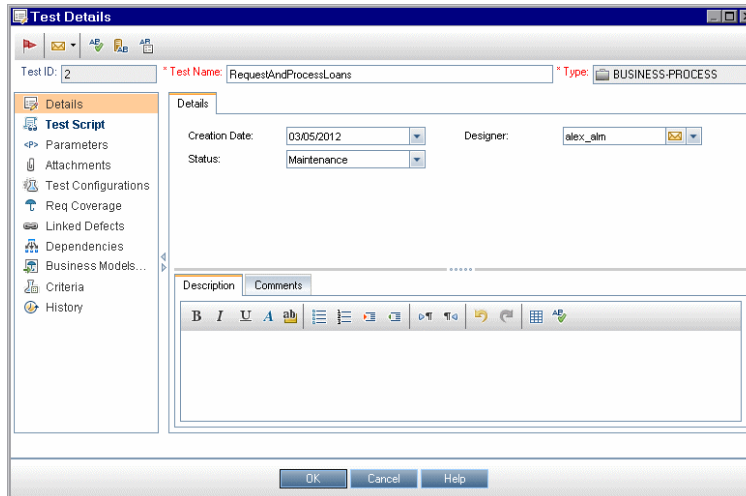 Test Details
Test ID: 2 * Test Name: RequestAndProcessLoans * Type: BUSINESS-PROCESS
Details
Test Script
<P> Parameters
Attachments
Test Configurations
Req Coverage
Linked Defects
Dependencies
Business Models...
Criteria
History
Details
Creation Date: 03/05/2012 Designer: alex_alm
Status: Maintenance
Description Comments
B I U A ab
OK Cancel Help